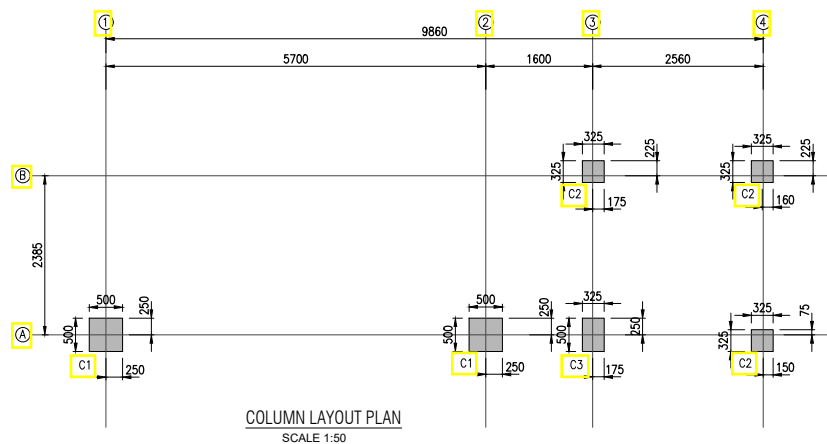 1 2 3 4
9860
5700 1600 2560
325 225 325 225
B 325 325
C2 C2
175 160
2385
500 250 500 250 325 250 325 75
A 500 500 500 325
C1 C1 C3 C2
250 250 175 150
COLUMN LAYOUT PLAN
SCALE 1:50